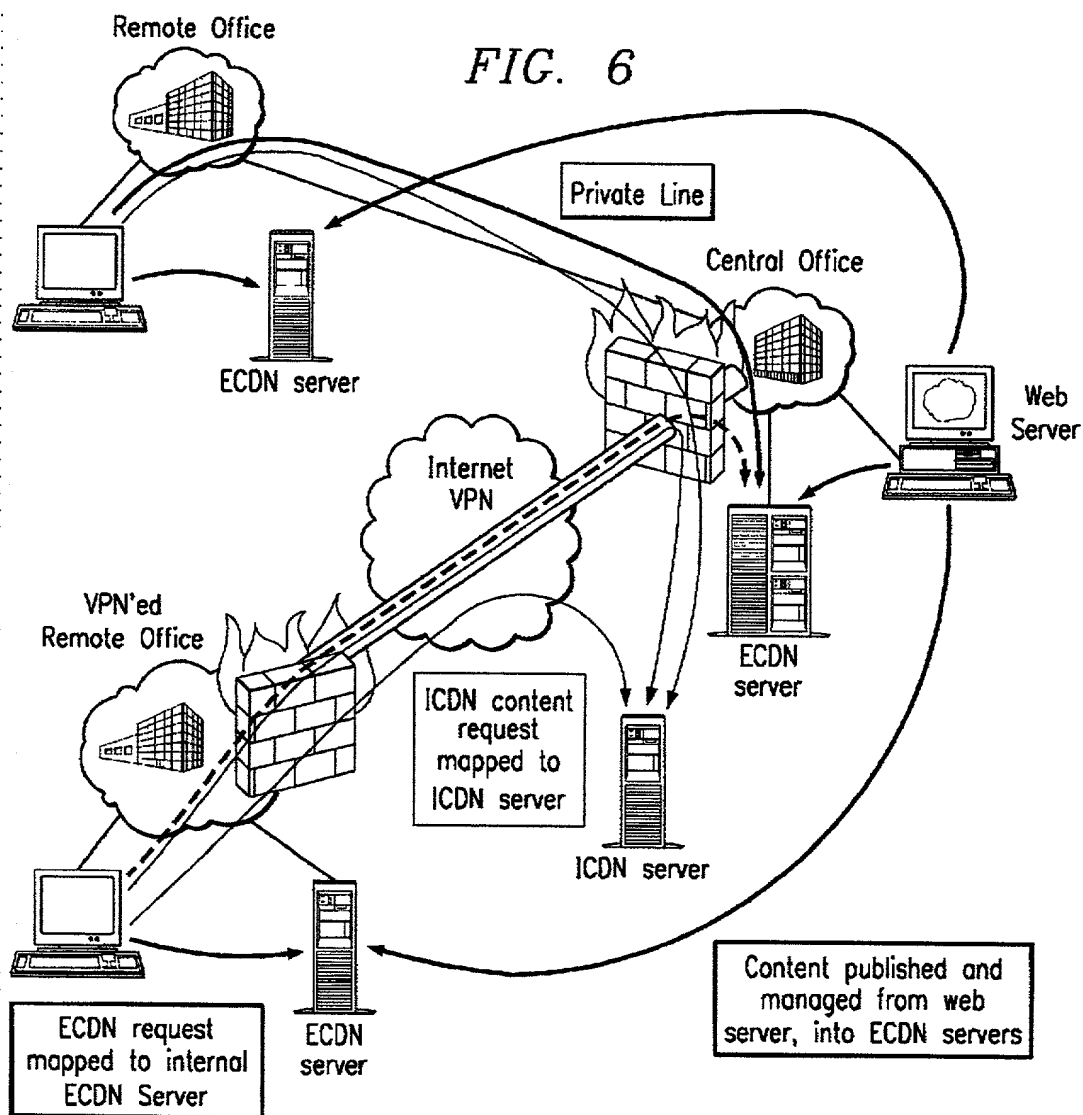 Remote Office
FIG. 6
Private Line
Central Office
ECDN server
Web
Server
Internet
VPN
VPN'ed
Remote Office
ECDN
server
ICDN content
request
mapped to
ICDN server
ICDN server
ECDN request
mapped to internal
ECDN Server
ECDN
server
Content published and
managed from web
server, into ECDN servers